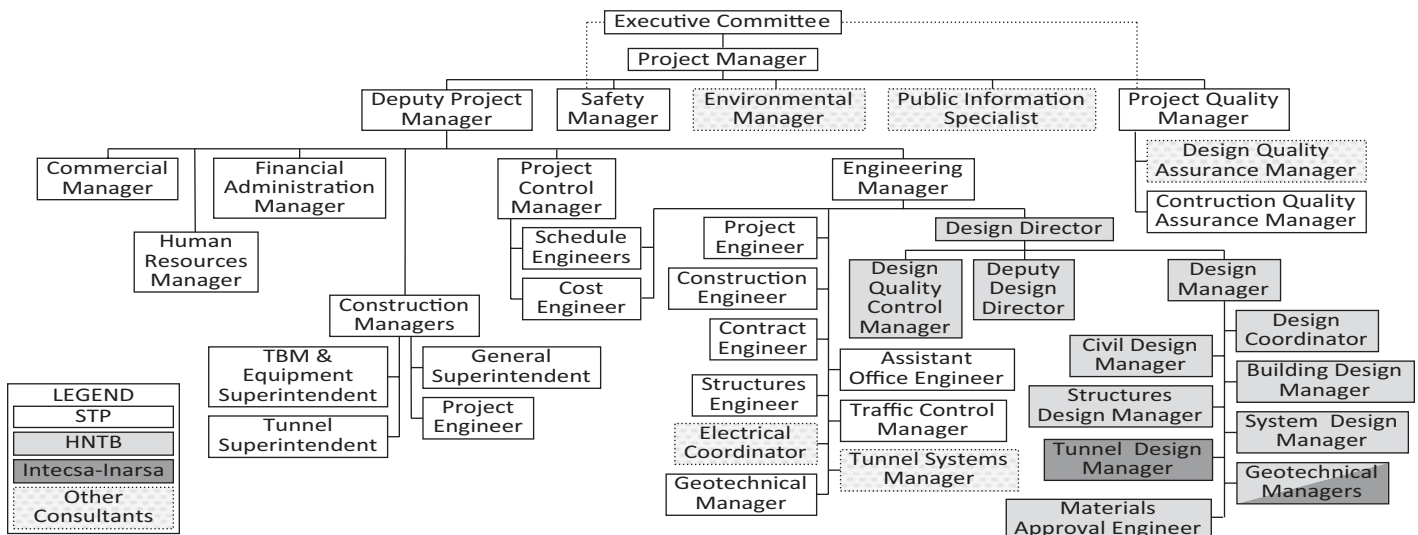 Executive Committee
Project Manager
Deputy Project
Manager
Safety
Manager
Environmental
Manager
Public Information
Specialist
Project Quality
Manager
Design Quality
Assurance Manager
Construction Quality
Assurance Manager
Commercial
Manager
Human
Resources
Manager
Financial
Administration
Manager
Project
Control
Manager
Engineering
Manager
Schedule
Engineers
Cost
Engineer
Construction
Managers
TBM &
Equipment
Superintendent
Tunnel
Superintendent
General
Superintendent
Project
Engineer
Project
Engineer
Construction
Engineer
Contract
Engineer
Structures
Engineer
Electrical
Coordinator
Geotechnical
Manager
Assistant
Office Engineer
Traffic Control
Manager
Tunnel Systems
Manager
Design Director
Design
Quality
Control
Manager
Deputy
Design
Director
Design
Manager
Civil Design
Manager
Structures
Design Manager
Tunnel Design
Manager
Materials
Approval Engineer
Design
Coordinator
Building Design
Manager
System Design
Manager
Geotechnical
Managers
LEGEND
STP
HNTB
Intecsa-Inarsa
Other
Consultants